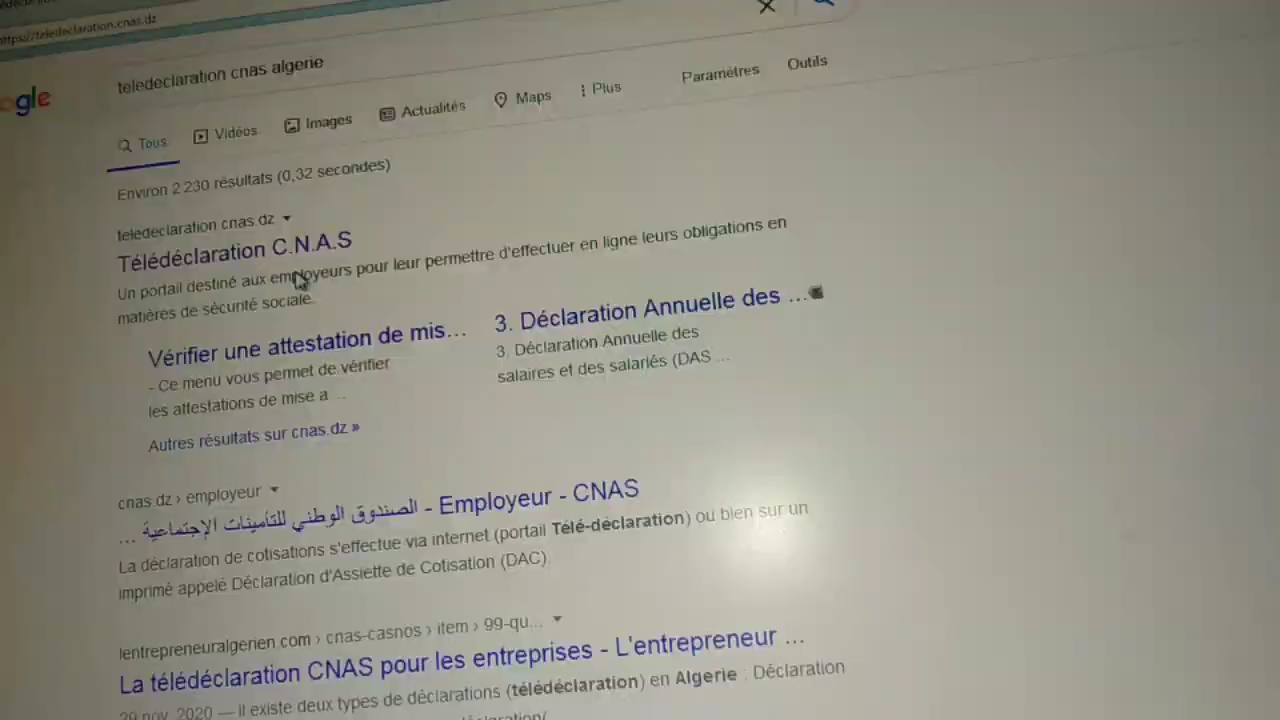 https://teledeclaration.cnas.dz
ogle
teledeclaration cnas algerie
Tous Vidéos Images Actualités Maps Plus Paramètres Outils
Environ 2 230 résultats (0,32 secondes)
teledeclaration.cnas.dz
Télédéclaration C.N.A.S
Un portail destiné aux employeurs pour leur permettre d'effectuer en ligne leurs obligations en
matières de sécurité sociale.
Vérifier une attestation de mis...
- Ce menu vous permet de vérifier
les attestations de mise a ...
3. Déclaration Annuelle des ...
3. Déclaration Annuelle des
salaires et des salariés (DAS ...
Autres résultats sur cnas.dz »
cnas.dz › employeur
الصندوق الوطني للتأمينات الإجتماعية ... - Employeur - CNAS
La déclaration de cotisations s'effectue via internet (portail Télé-déclaration) ou bien sur un
imprimé appelé Déclaration d'Assiette de Cotisation (DAC).
lentrepreneuralgerien.com › cnas-casnos › item › 99-qu...
La télédéclaration CNAS pour les entreprises - L'entrepreneur ...
29 nov. 2020 — Il existe deux types de déclarations (télédéclaration) en Algerie : Déclaration